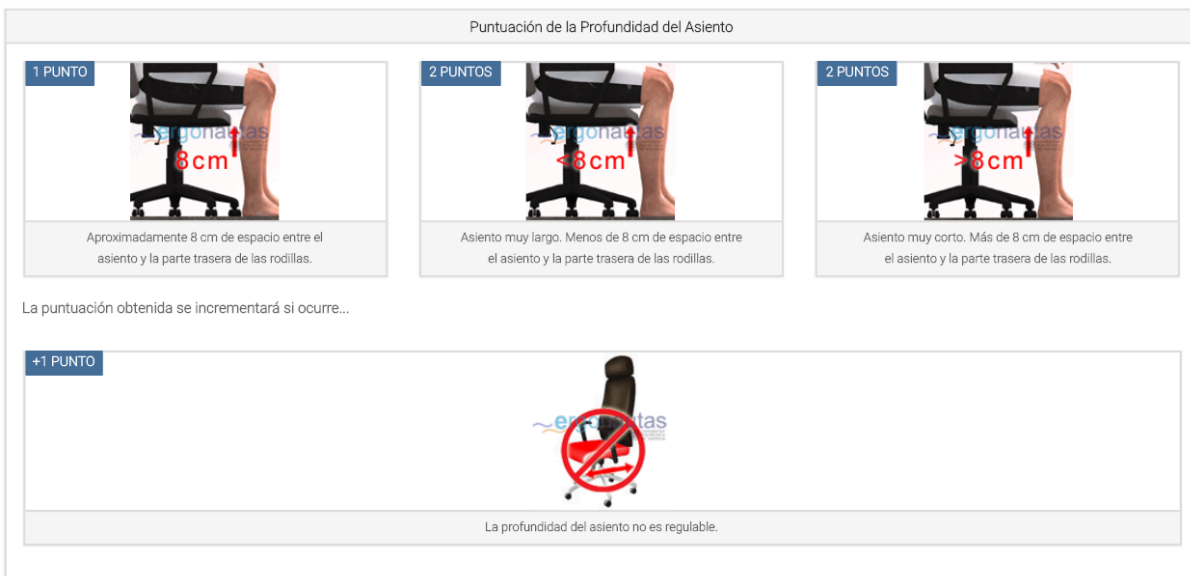 Puntuación de la Profundidad del Asiento
1 PUNTO
ergonautas
8cm
Aproximadamente 8 cm de espacio entre el
asiento y la parte trasera de las rodillas.
2 PUNTOS
ergonautas
<8cm
Asiento muy largo. Menos de 8 cm de espacio entre
el asiento y la parte trasera de las rodillas.
2 PUNTOS
ergonautas
>8cm
Asiento muy corto. Más de 8 cm de espacio entre
el asiento y la parte trasera de las rodillas.
La puntuación obtenida se incrementará si ocurre...
+1 PUNTO
ergonautas
La profundidad del asiento no es regulable.